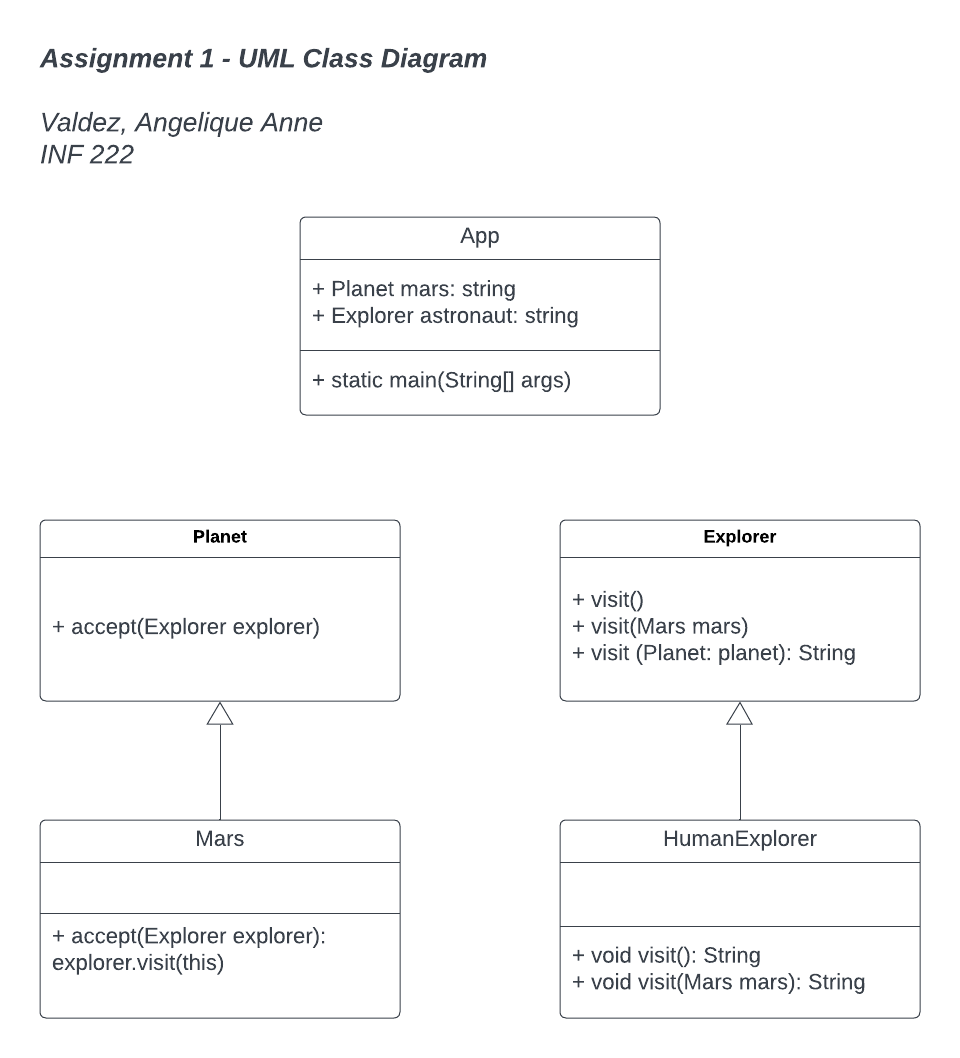 Assignment 1 - UML Class Diagram
Valdez, Angelique Anne
INF 222
App
+ Planet mars: string
+ Explorer astronaut: string
+ static main(String[] args)
Planet
+ accept(Explorer explorer)
Explorer
+ visit()
+ visit(Mars mars)
+ visit (Planet: planet): String
Mars
+ accept(Explorer explorer):
explorer.visit(this)
HumanExplorer
+ void visit(): String
+ void visit(Mars mars): String